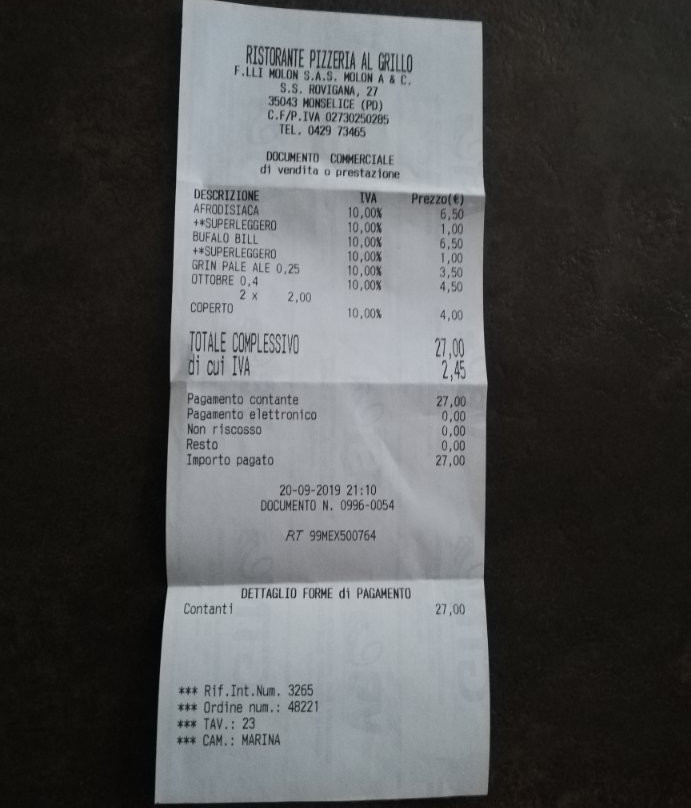 RISTORANTE PIZZERIA AL GRILLO
F.LLI MOLON S.A.S. MOLON A & C.
S.S. ROVIGANA, 27
35043 MONSELICE (PD)
C.F/P.IVA 02730250285
TEL. 0429 73465
DOCUMENTO COMMERCIALE
di vendita o prestazione
DESCRIZIONE IVA Prezzo(€)
AFRODISIACA 10,00% 6,50
+*SUPERLEGGERO 10,00% 1,00
BUFALO BILL 10,00% 6,50
+*SUPERLEGGERO 10,00% 1,00
GRIN PALE ALE 0,25 10,00% 3,50
OTTOBRE 0,4 10,00% 4,50
2 x 2,00
COPERTO 10,00% 4,00
TOTALE COMPLESSIVO 27,00
di cui IVA 2,45
Pagamento contante 27,00
Pagamento elettronico 0,00
Non riscosso 0,00
Resto 0,00
Importo pagato 27,00
20-09-2019 21:10
DOCUMENTO N. 0996-0054
RT 99MEX500764
DETTAGLIO FORME di PAGAMENTO
Contanti 27,00
*** Rif.Int.Num. 3265
*** Ordine num.: 48221
*** TAV.: 23
*** CAM.: MARINA